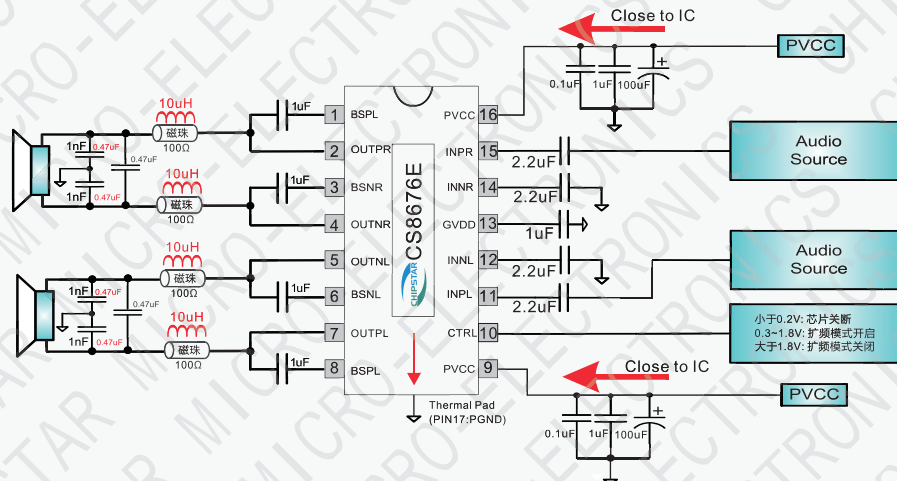 Close to IC
PVCC
0.1uF
1uF
100uF
+
1 BSPL
2 OUTPR
3 BSNR
4 OUTNR
5 OUTNL
6 BSNL
7 OUTPL
8 BSPL
PVCC 16
INPR 15
INNR 14
GVDD 13
INNL 12
INPL 11
CTRL 10
PVCC 9
CS8676E
CHIPSTAR
1uF
10uH
磁珠
100Ω
1nF 0.47uF
0.47uF
1nF 0.47uF
10uH
磁珠
100Ω
1uF
10uH
磁珠
100Ω
1uF
1nF 0.47uF
0.47uF
1nF 0.47uF
10uH
磁珠
100Ω
1uF
2.2uF
Audio
Source
2.2uF
1uF
2.2uF
2.2uF
Audio
Source
小于0.2V: 芯片关断
0.3~1.8V: 扩频模式开启
大于1.8V: 扩频模式关闭
Thermal Pad
(PIN17:PGND)
Close to IC
PVCC
0.1uF
1uF
100uF
+